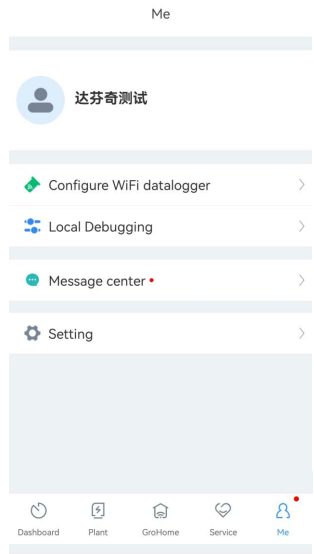 Me
达芬奇测试
Configure WiFi datalogger
Local Debugging
Message center
Setting
Dashboard Plant GroHome Service Me